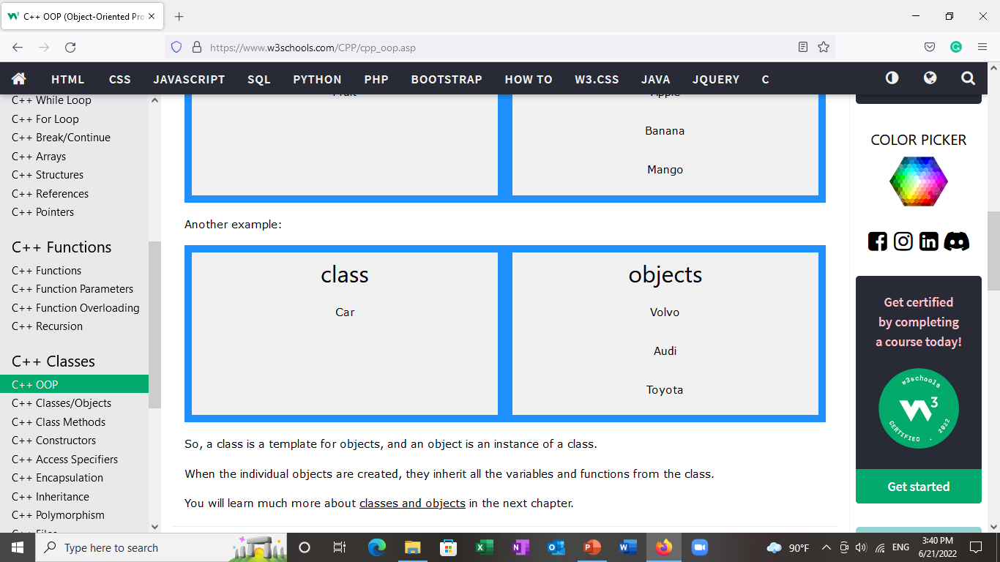 C++ OOP (Object-Oriented Pro
https://www.w3schools.com/CPP/cpp_oop.asp
HTML CSS JAVASCRIPT SQL PYTHON PHP BOOTSTRAP HOW TO W3.CSS JAVA JQUERY C
C++ While Loop
C++ For Loop
C++ Break/Continue
C++ Arrays
C++ Structures
C++ References
C++ Pointers
C++ Functions
C++ Functions
C++ Function Parameters
C++ Function Overloading
C++ Recursion
C++ Classes
C++ OOP
C++ Classes/Objects
C++ Class Methods
C++ Constructors
C++ Access Specifiers
C++ Encapsulation
C++ Inheritance
C++ Polymorphism
C++ Files
Fruit
Apple
Banana
Mango
Another example:
class
Car
objects
Volvo
Audi
Toyota
So, a class is a template for objects, and an object is an instance of a class.
When the individual objects are created, they inherit all the variables and functions from the class.
You will learn much more about classes and objects in the next chapter.
COLOR PICKER
Get certified
by completing
a course today!
w3schools
3
CERTIFIED . 2022
Get started
Type here to search
90°F
ENG
3:40 PM
6/21/2022